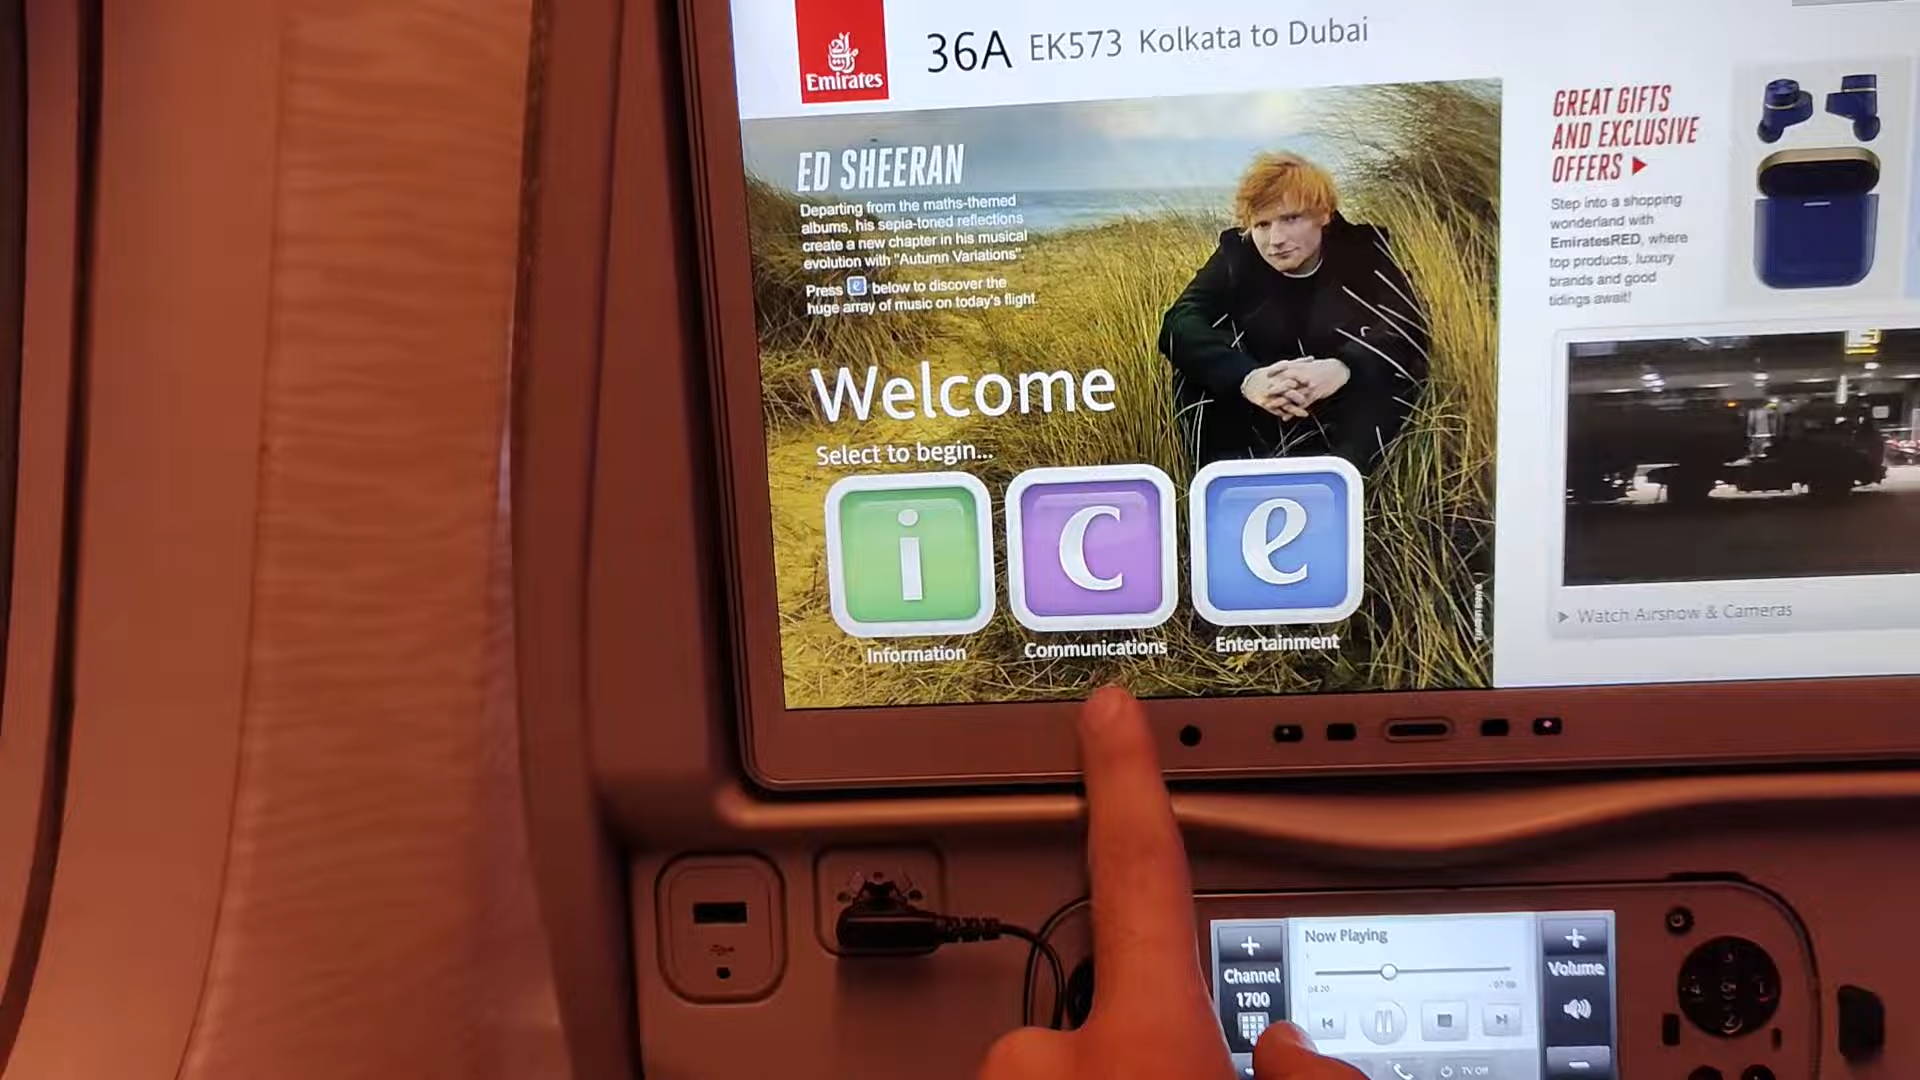 Emirates
36A EK573 Kolkata to Dubai
ED SHEERAN
Departing from the maths-themed
albums, his sepia-toned reflections
create a new chapter in his musical
evolution with "Autumn Variations".
Press e below to discover the
huge array of music on today's flight.
Welcome
Select to begin...
i c e
Information Communications Entertainment
GREAT GIFTS
AND EXCLUSIVE
OFFERS
Step into a shopping
wonderland with
EmiratesRED, where
top products, luxury
brands and good
tidings await!
Watch Airshow & Cameras
Now Playing
Channel
1700
04:20
Volume
TV Off